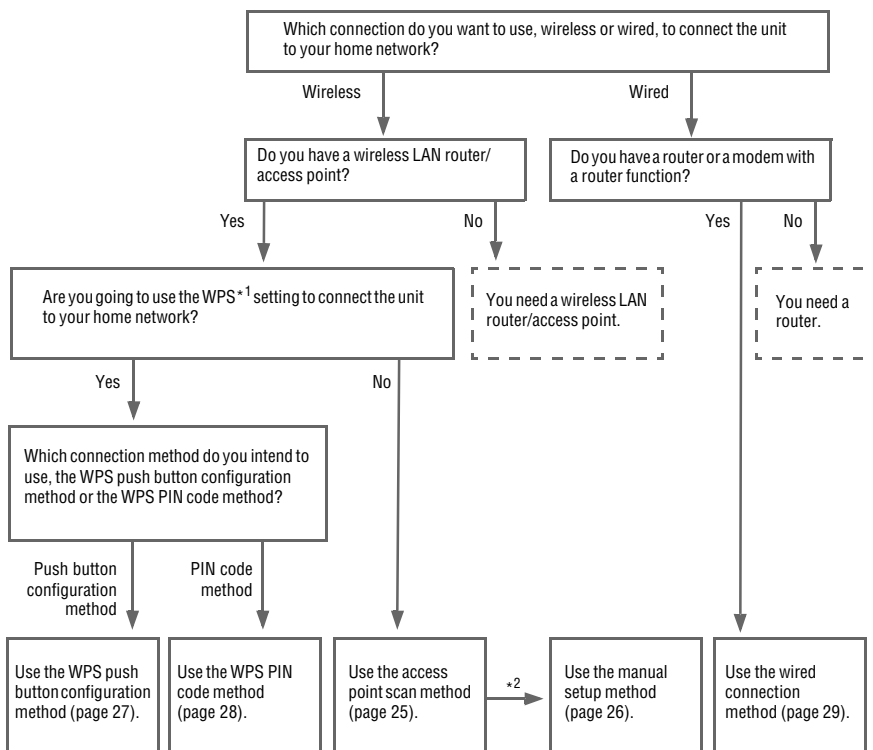 Which connection do you want to use, wireless or wired, to connect the unit
to your home network?
Wireless
Wired
Do you have a wireless LAN router/
access point?
Do you have a router or a modem with
a router function?
Yes
No
Yes
No
Are you going to use the WPS*1 setting to connect the unit
to your home network?
You need a wireless LAN
router/access point.
You need a
router.
Yes
No
Which connection method do you intend to
use, the WPS push button configuration
method or the WPS PIN code method?
Push button
configuration
method
PIN code
method
Use the WPS push
button configuration
method (page 27).
Use the WPS PIN
code method
(page 28).
Use the access
point scan method
(page 25).
*2
Use the manual
setup method
(page 26).
Use the wired
connection
method (page 29).